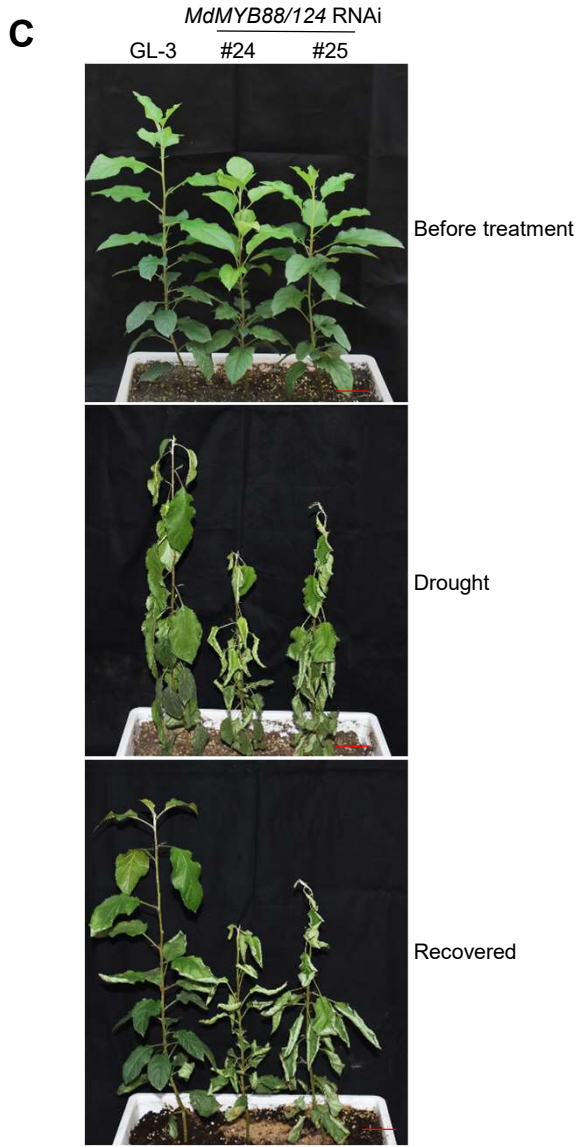 C
MdMYB88/124 RNAi
GL-3 #24 #25
Before treatment
Drought
Recovered